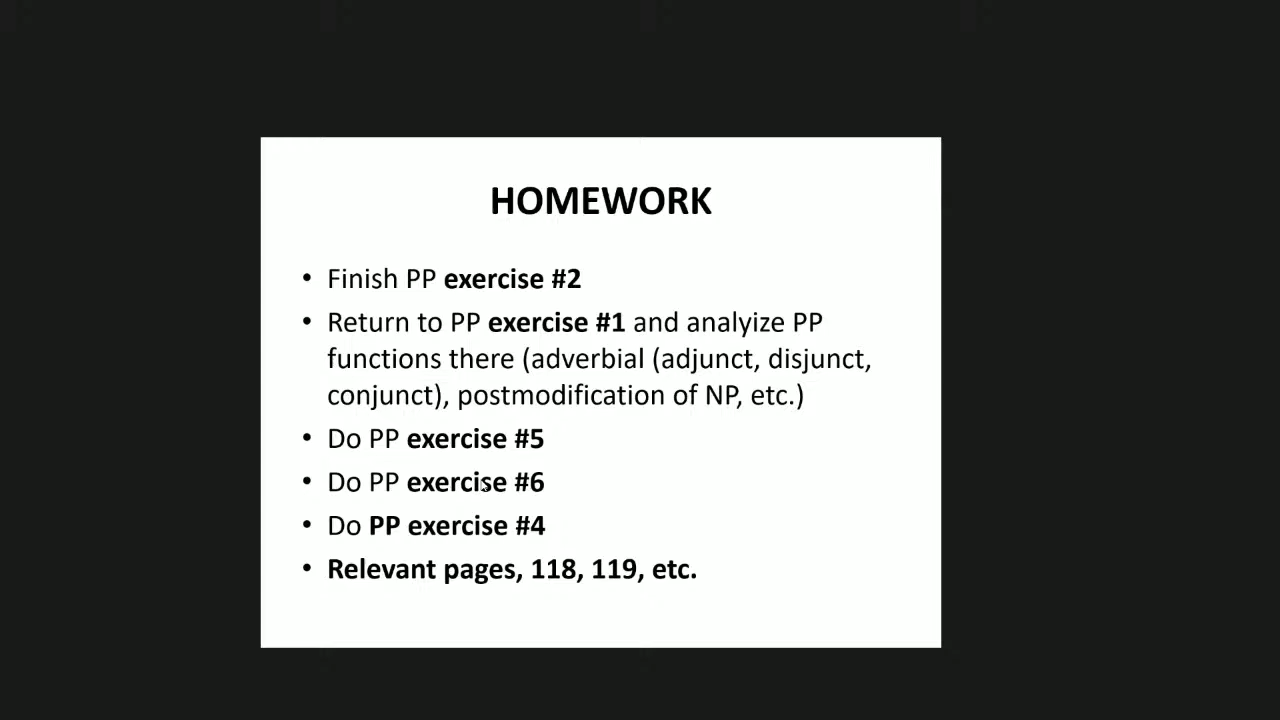 HOMEWORK
• Finish PP exercise #2
• Return to PP exercise #1 and analyize PP
functions there (adverbial (adjunct, disjunct,
conjunct), postmodification of NP, etc.)
• Do PP exercise #5
• Do PP exercise #6
• Do PP exercise #4
• Relevant pages, 118, 119, etc.